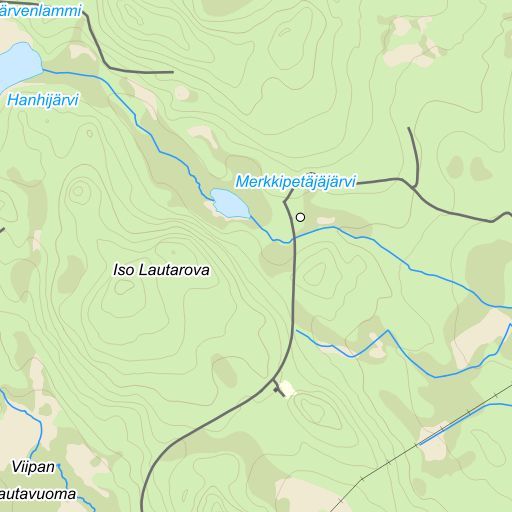 ärvenlammi
Hanhijärvi
Merkkipetäjäjärvi
Iso Lautarova
Viipan
autavuoma